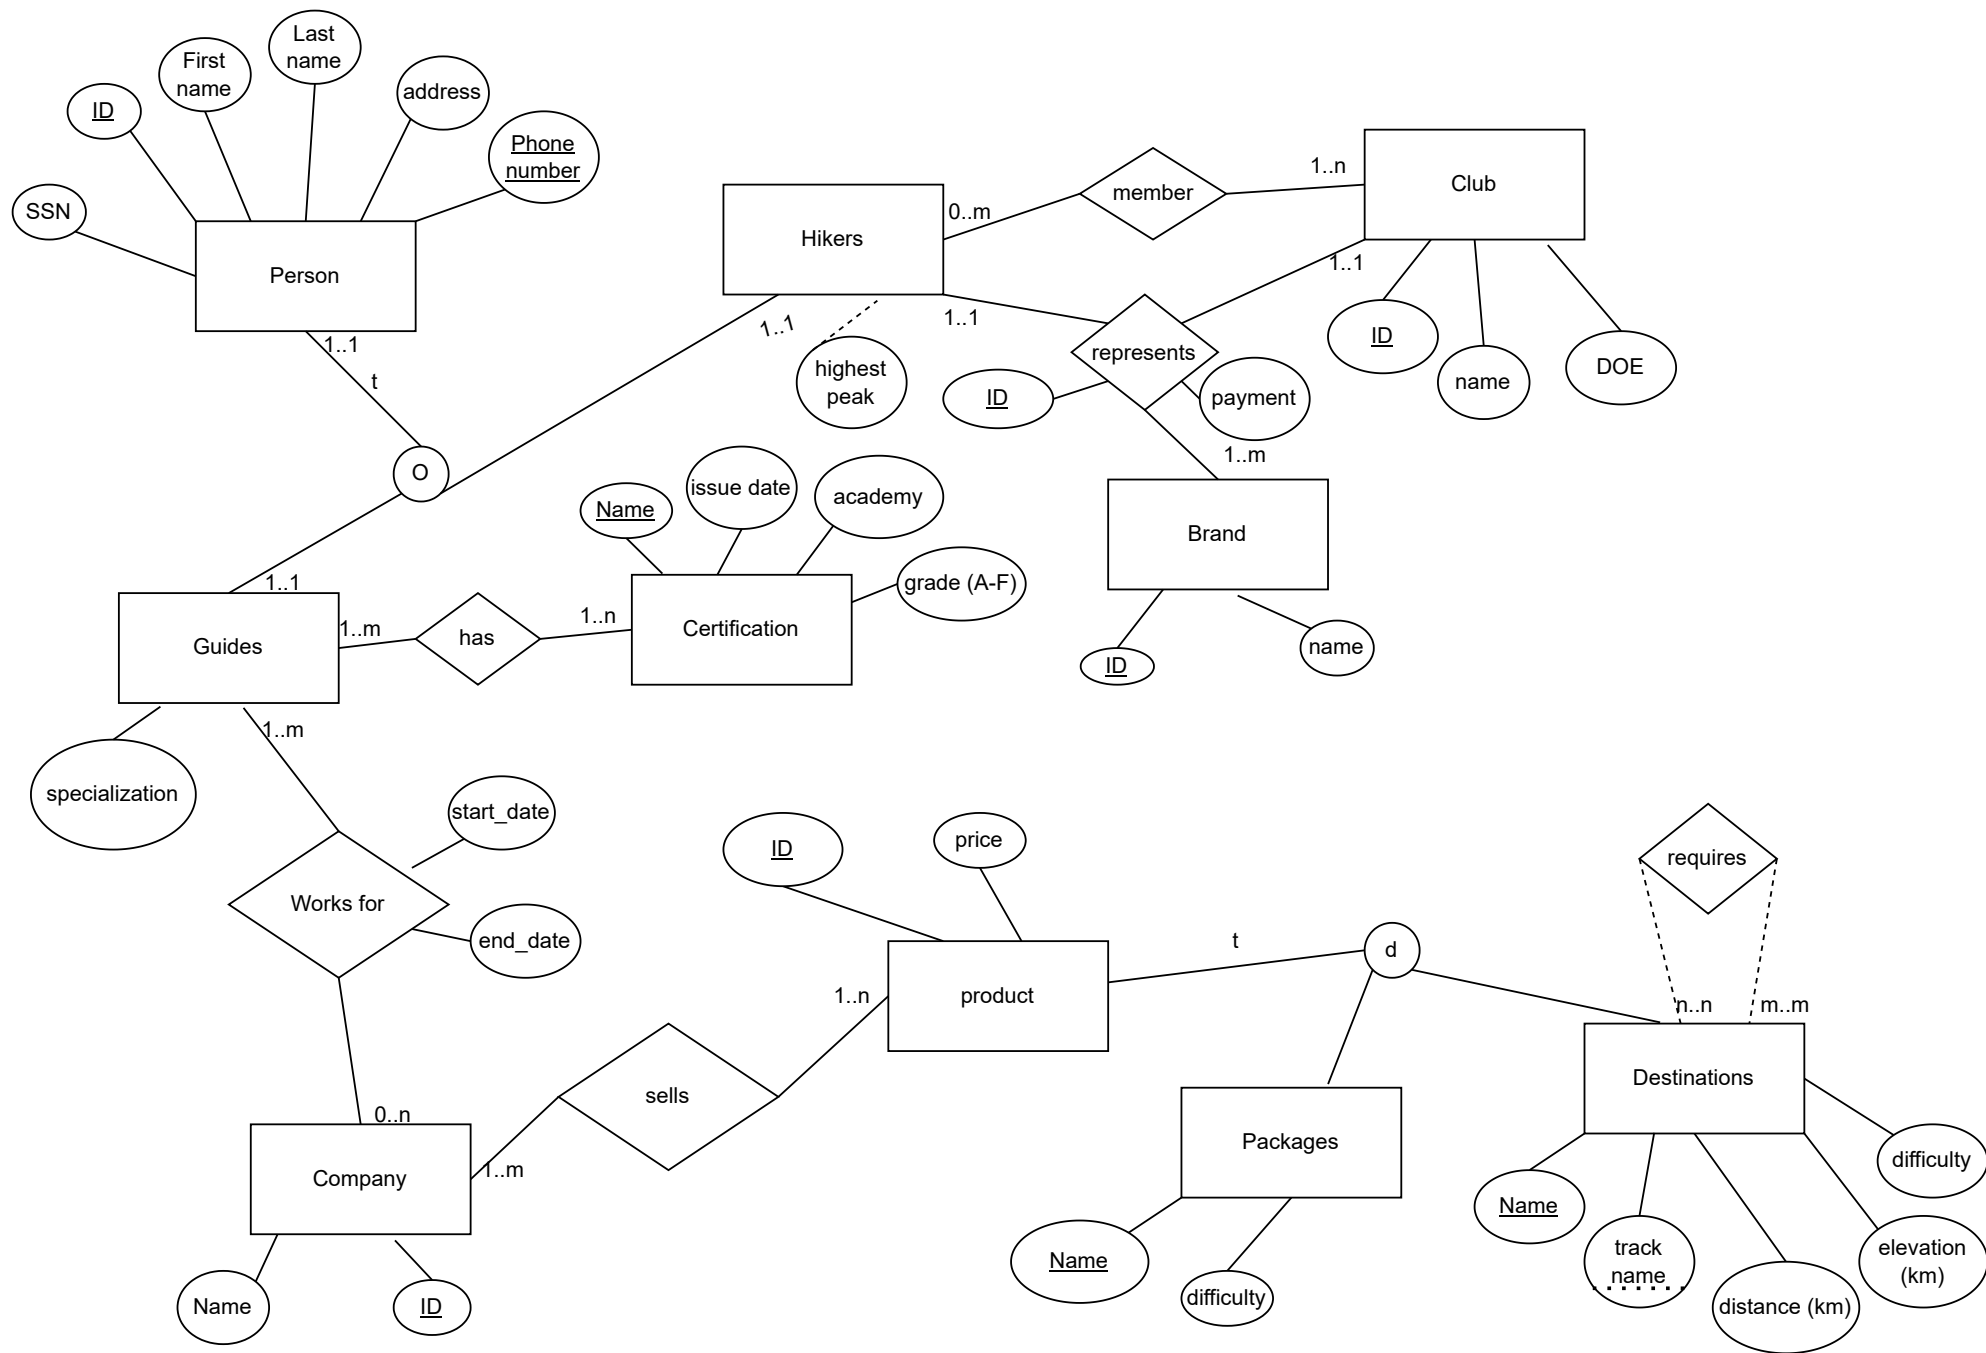 Last
name
First
name
address
ID
Phone
number
SSN
Person
1..1
t
O
Hikers
0..m
member
1..n
Club
1..1
1..1
1..1
highest
peak
represents
ID
payment
1..m
ID
name
DOE
Brand
ID
name
Name
issue date
academy
grade (A-F)
Certification
1..1
Guides
1..m
has
1..n
specialization
1..m
start_date
Works for
end_date
0..n
Company
1..m
Name
ID
sells
1..n
ID
price
product
t
d
requires
n..n
m..m
Destinations
Packages
Name
difficulty
Name
track
name
distance (km)
elevation
(km)
difficulty